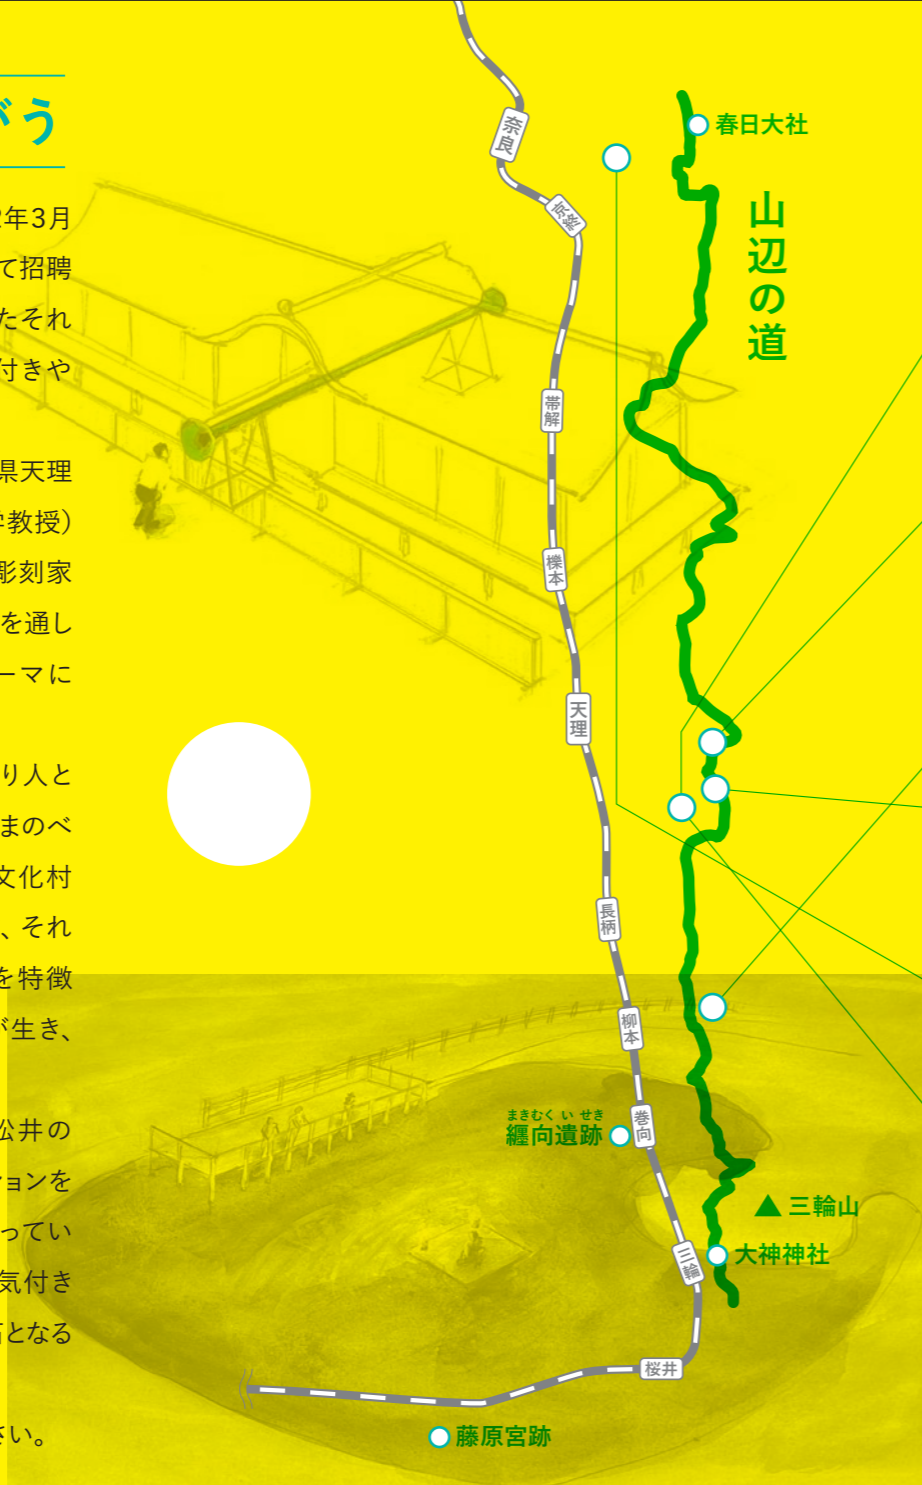 がう
年3月
て招聘
たそれ
付きや
県天理
学教授）
彫刻家
を通し
ーマに
り人と
まのべ
文化村
、それ
を特徴
が生き、
松井の
ションを
ってい
気付き
石となる
さい。
春日大社
山辺の道
奈良
京終
帯解
櫟本
天理
長柄
柳本
巻向
まきむく い せき
纒向遺跡
三輪山
三輪
大神神社
桜井
藤原宮跡